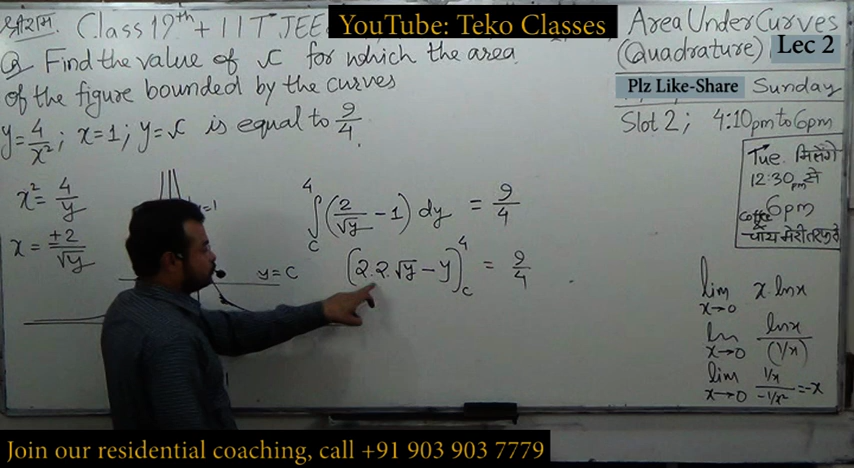 श्रीराम. Class 12th + IIT JEE
YouTube: Teko Classes
Area Under Curves
(Quadrature) Lec 2
Plz Like-Share Sunday
Slot 2; 4:10pm to 6pm
Q Find the value of √C for which the area
of the figure bounded by the curves
y = 4/x²; x=1; y=√C is equal to 9/4.
Tue. मिलेंगे
12:30pm से
6pm
Coffee
x² = 4/y
x = ±2/√y
x=1
y=C
∫_C^4 (2/√y - 1) dy = 9/4
(2.2.√y - y)_C^4 = 9/4
lim x→0 x.lnx
lim x→0 lnx/(1/x)
lim x→0 (1/x)/(-1/x²) = -x
Join our residential coaching, call +91 903 903 7779